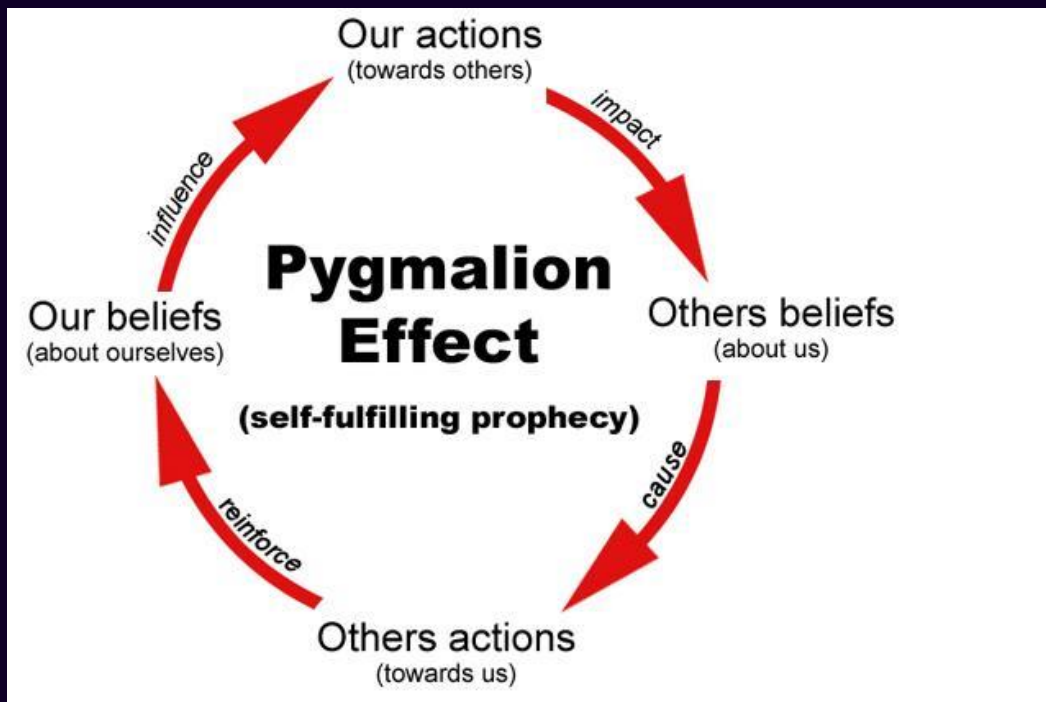 Our actions
(towards others)
impact
Others beliefs
(about us)
cause
Others actions
(towards us)
reinforce
Our beliefs
(about ourselves)
influence
Pygmalion
Effect
(self-fulfilling prophecy)